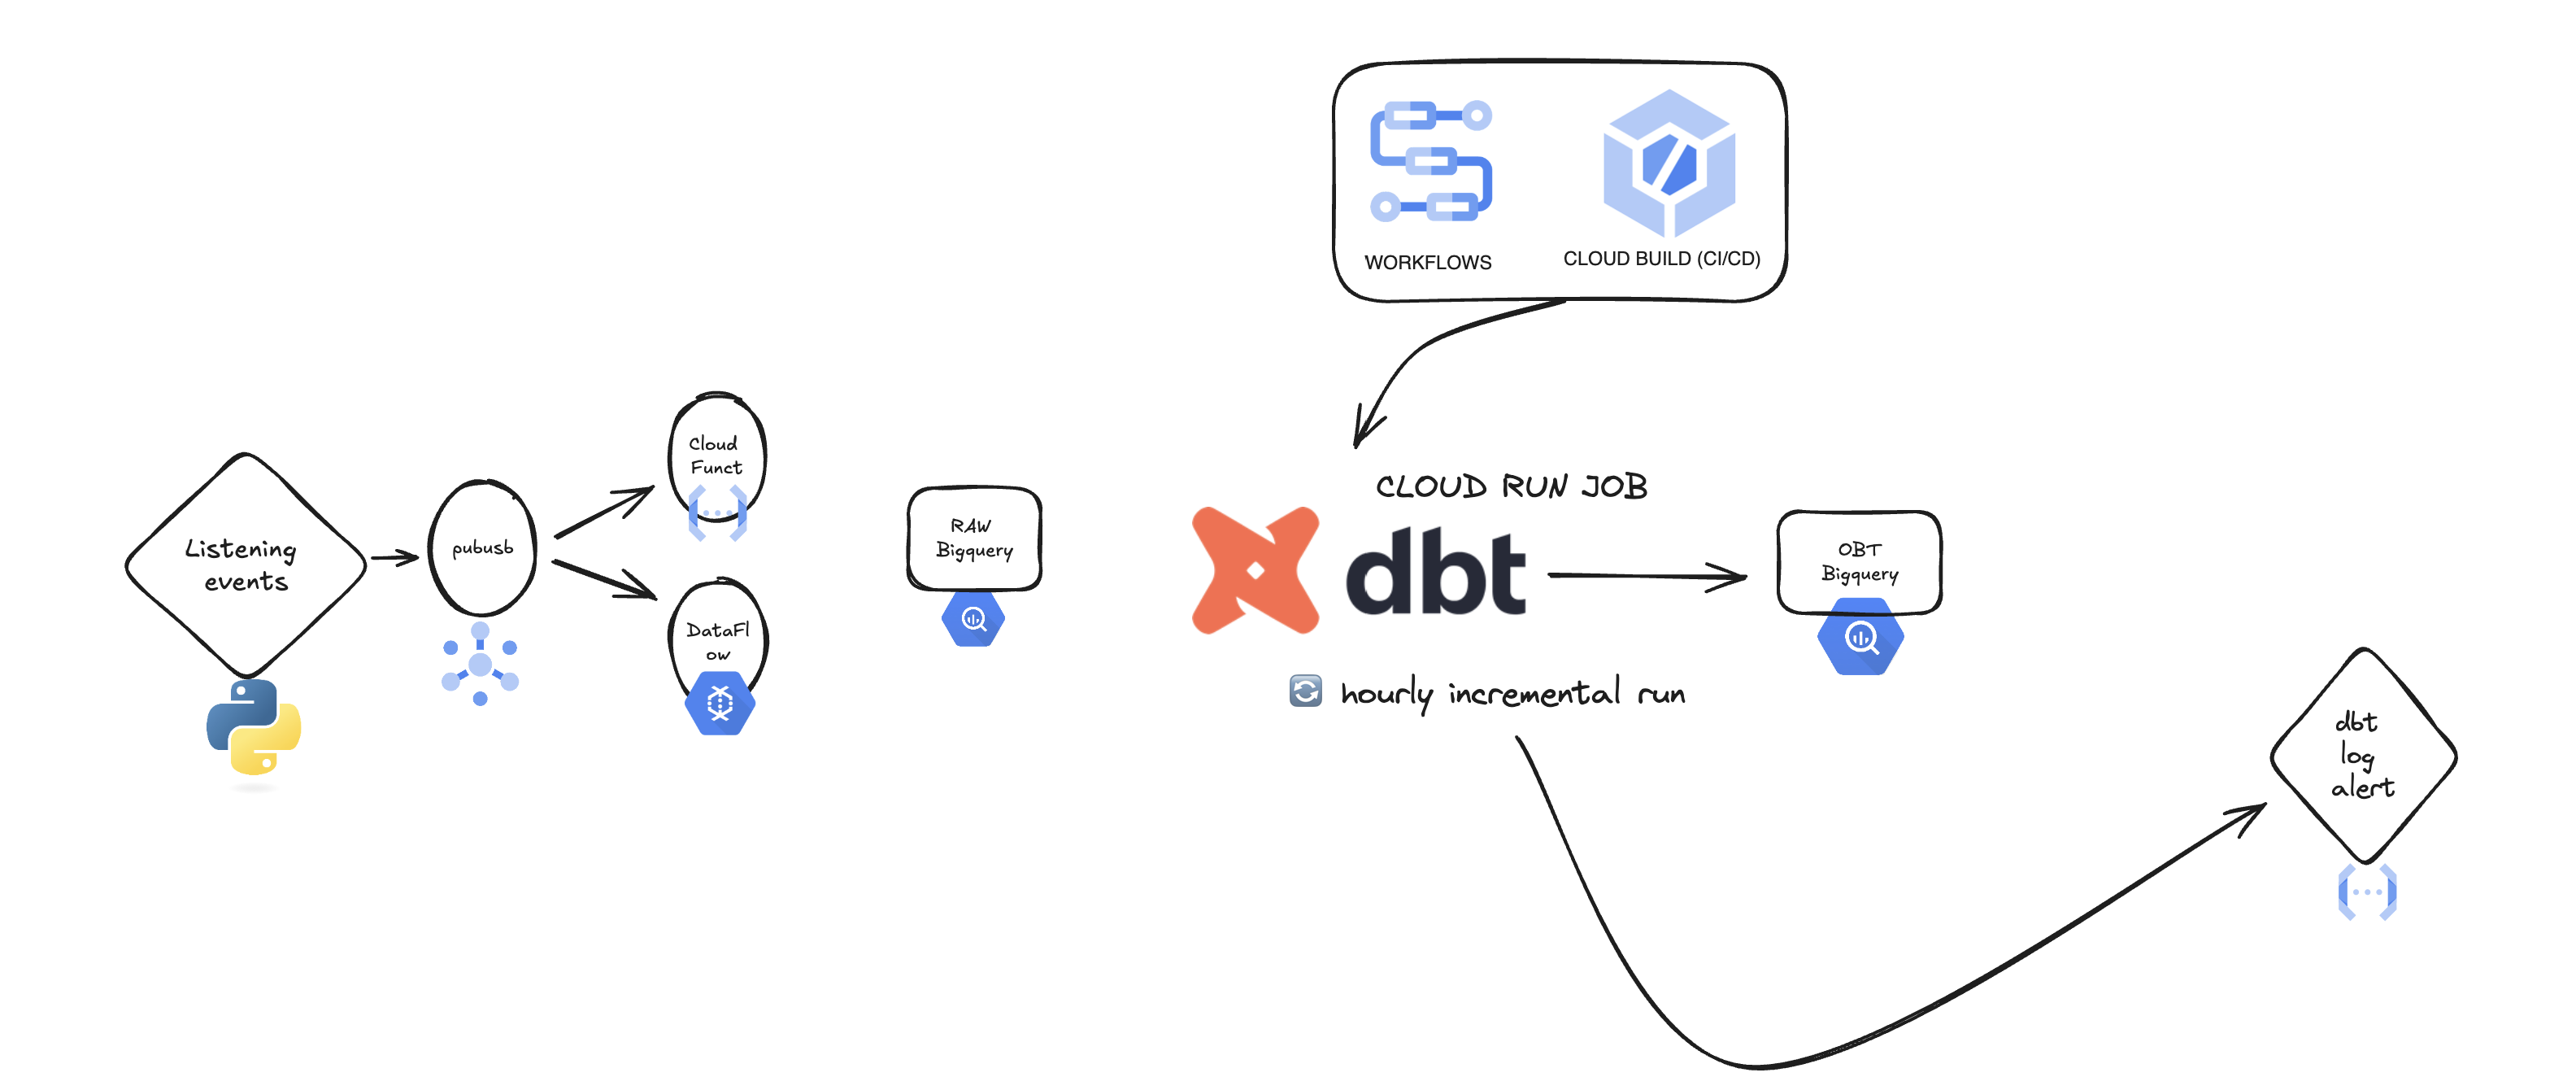 WORKFLOWS
CLOUD BUILD (CI/CD)
Listening
events
pubusb
Cloud
Funct
DataFl
ow
RAW
Bigquery
CLOUD RUN JOB
dbt
hourly incremental run
OBT
Bigquery
dbt
log
alert